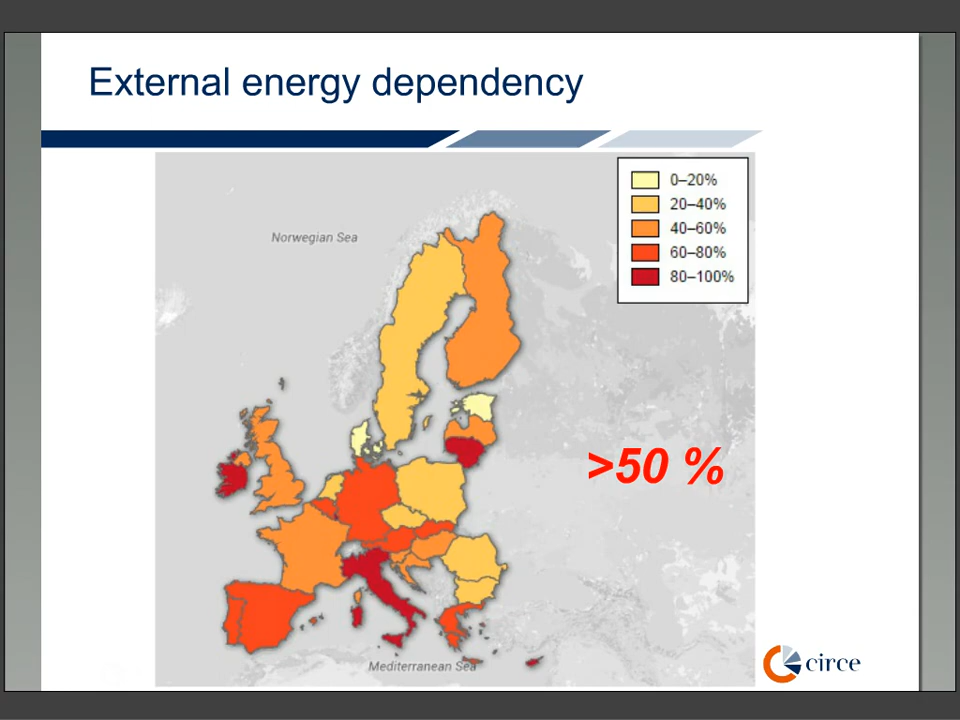 External energy dependency
0–20%
20–40%
40–60%
60–80%
80–100%
Norwegian Sea
>50 %
Mediterranean Sea
circe